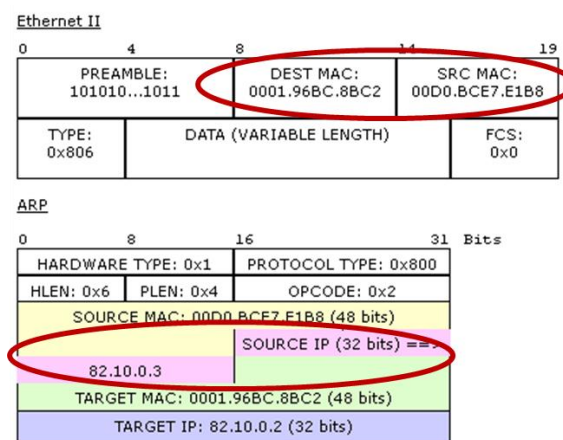 Ethernet II
0 4 8 14 19
PREAMBLE: DEST MAC: SRC MAC:
101010...1011 0001.96BC.8BC2 00D0.BCE7.E1B8
TYPE: DATA (VARIABLE LENGTH) FCS:
0x806 0x0
ARP
0 8 16 31 Bits
HARDWARE TYPE: 0x1 PROTOCOL TYPE: 0x800
HLEN: 0x6 PLEN: 0x4 OPCODE: 0x2
SOURCE MAC: 00D0.BCE7.E1B8 (48 bits)
SOURCE IP (32 bits) ==>
82.10.0.3
TARGET MAC: 0001.96BC.8BC2 (48 bits)
TARGET IP: 82.10.0.2 (32 bits)